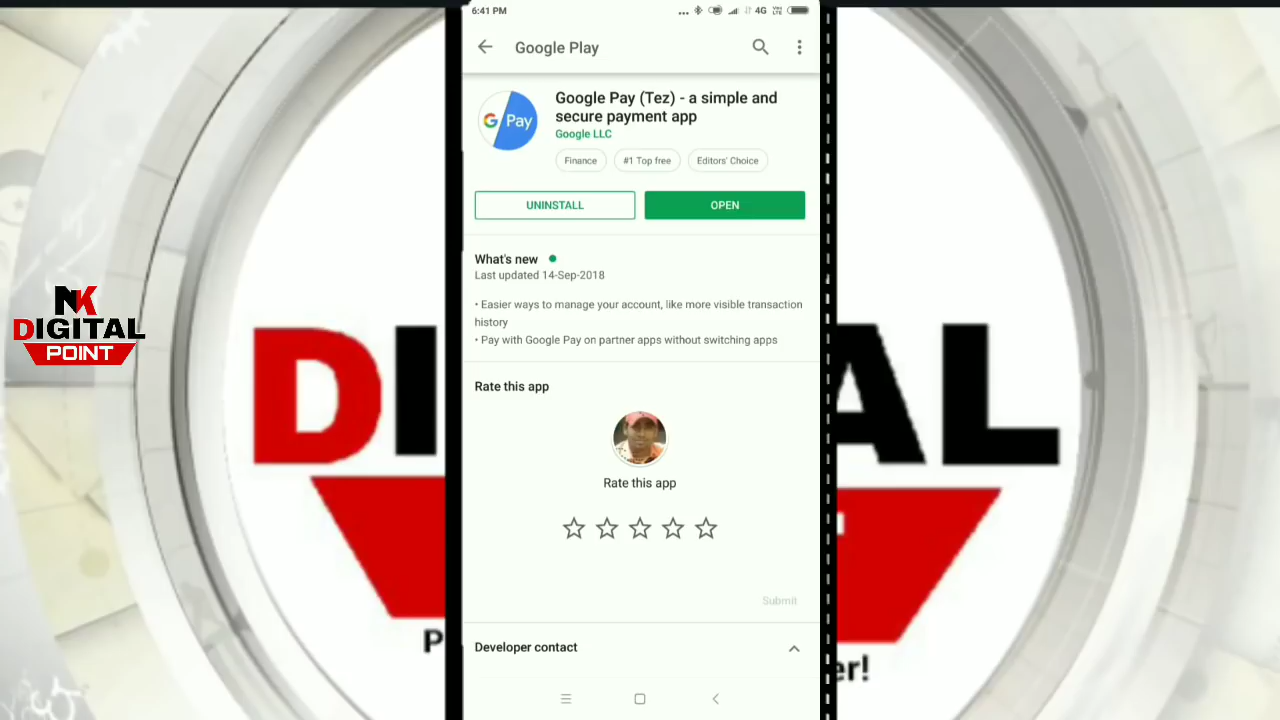 6:41 PM
4G
VoLTE
Google Play
G Pay
Google Pay (Tez) - a simple and
secure payment app
Google LLC
Finance
#1 Top free
Editors' Choice
UNINSTALL
OPEN
What's new
Last updated 14-Sep-2018
• Easier ways to manage your account, like more visible transaction
history
• Pay with Google Pay on partner apps without switching apps
Rate this app
Rate this app
Submit
Developer contact
NK
DIGITAL
POINT
DI
AL
P
er!